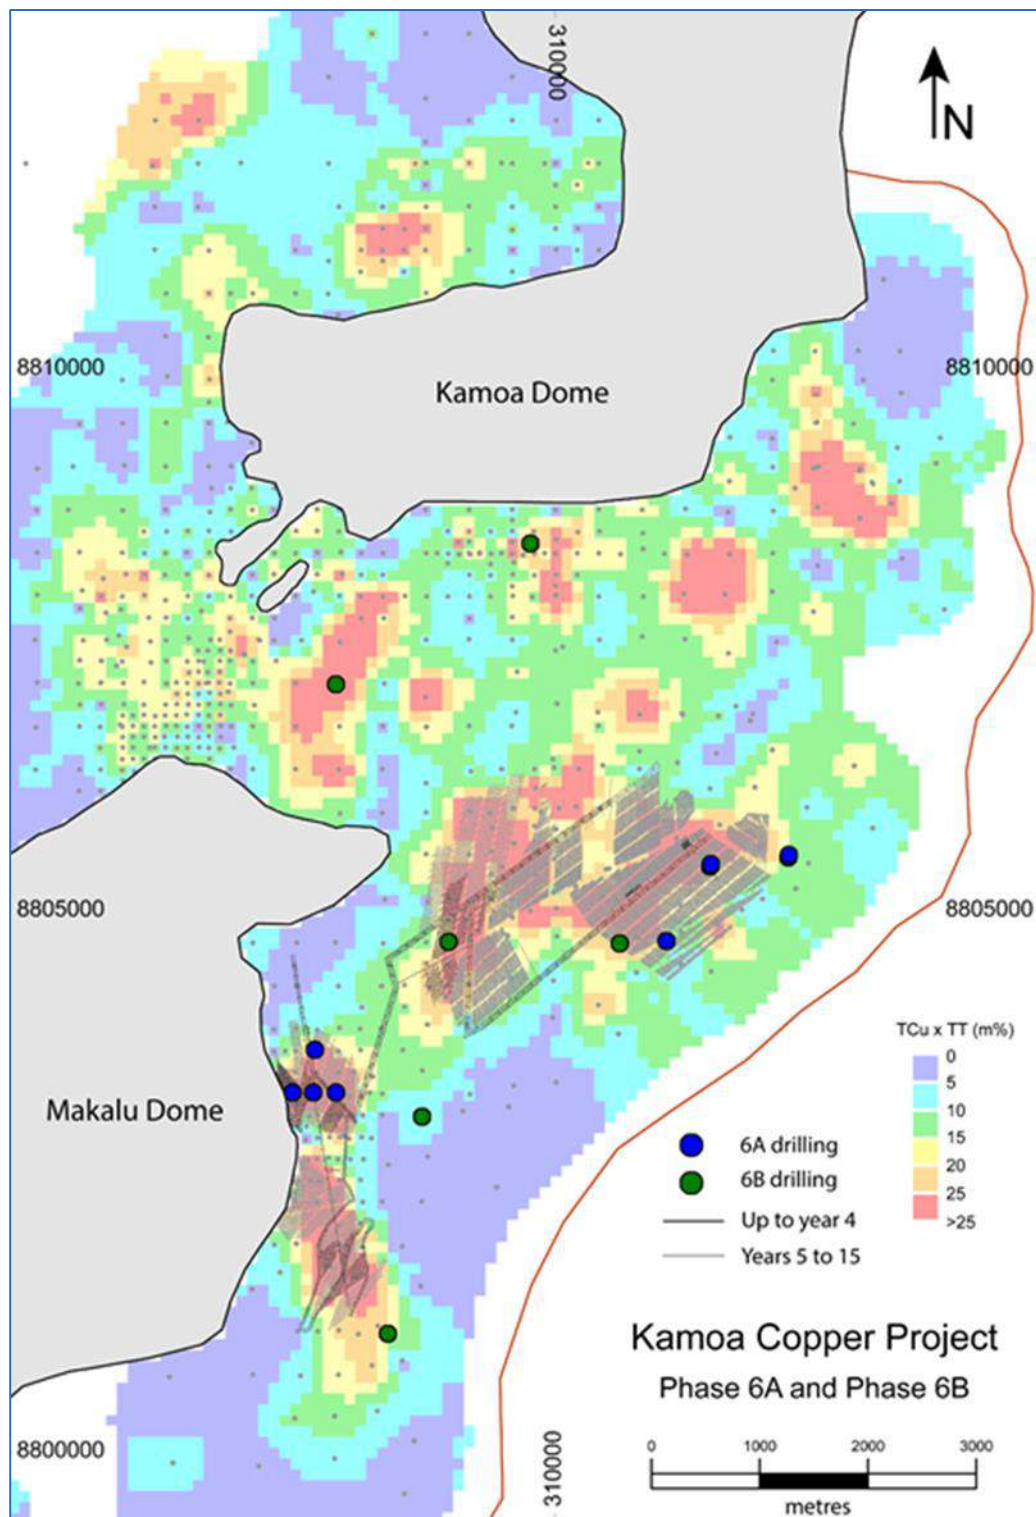 310000
N
8810000
8810000
Kamoa Dome
8805000
8805000
TCu x TT (m%)
0
5
10
15
20
25
>25
Makalu Dome
6A drilling
6B drilling
Up to year 4
Years 5 to 15
Kamoa Copper Project
Phase 6A and Phase 6B
8800000
310000
0 1000 2000 3000
metres